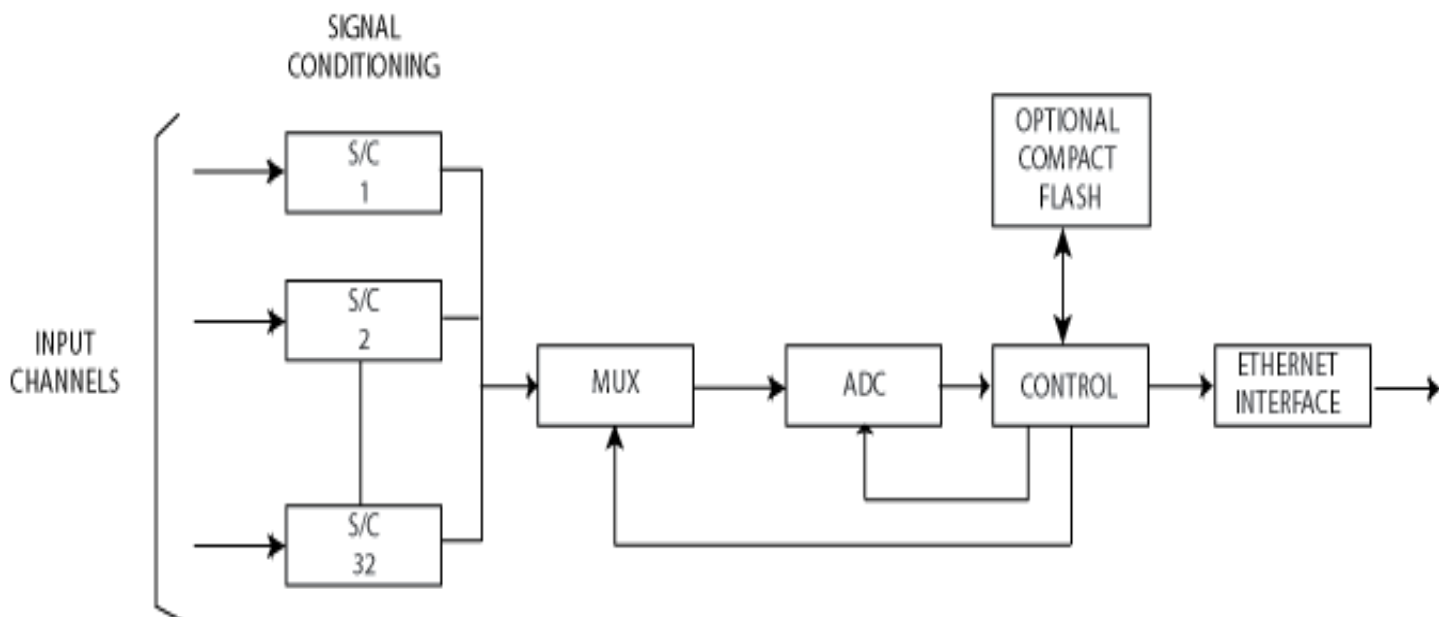 SIGNAL
CONDITIONING
INPUT
CHANNELS
S/C
1
S/C
2
S/C
32
MUX
ADC
OPTIONAL
COMPACT
FLASH
CONTROL
ETHERNET
INTERFACE